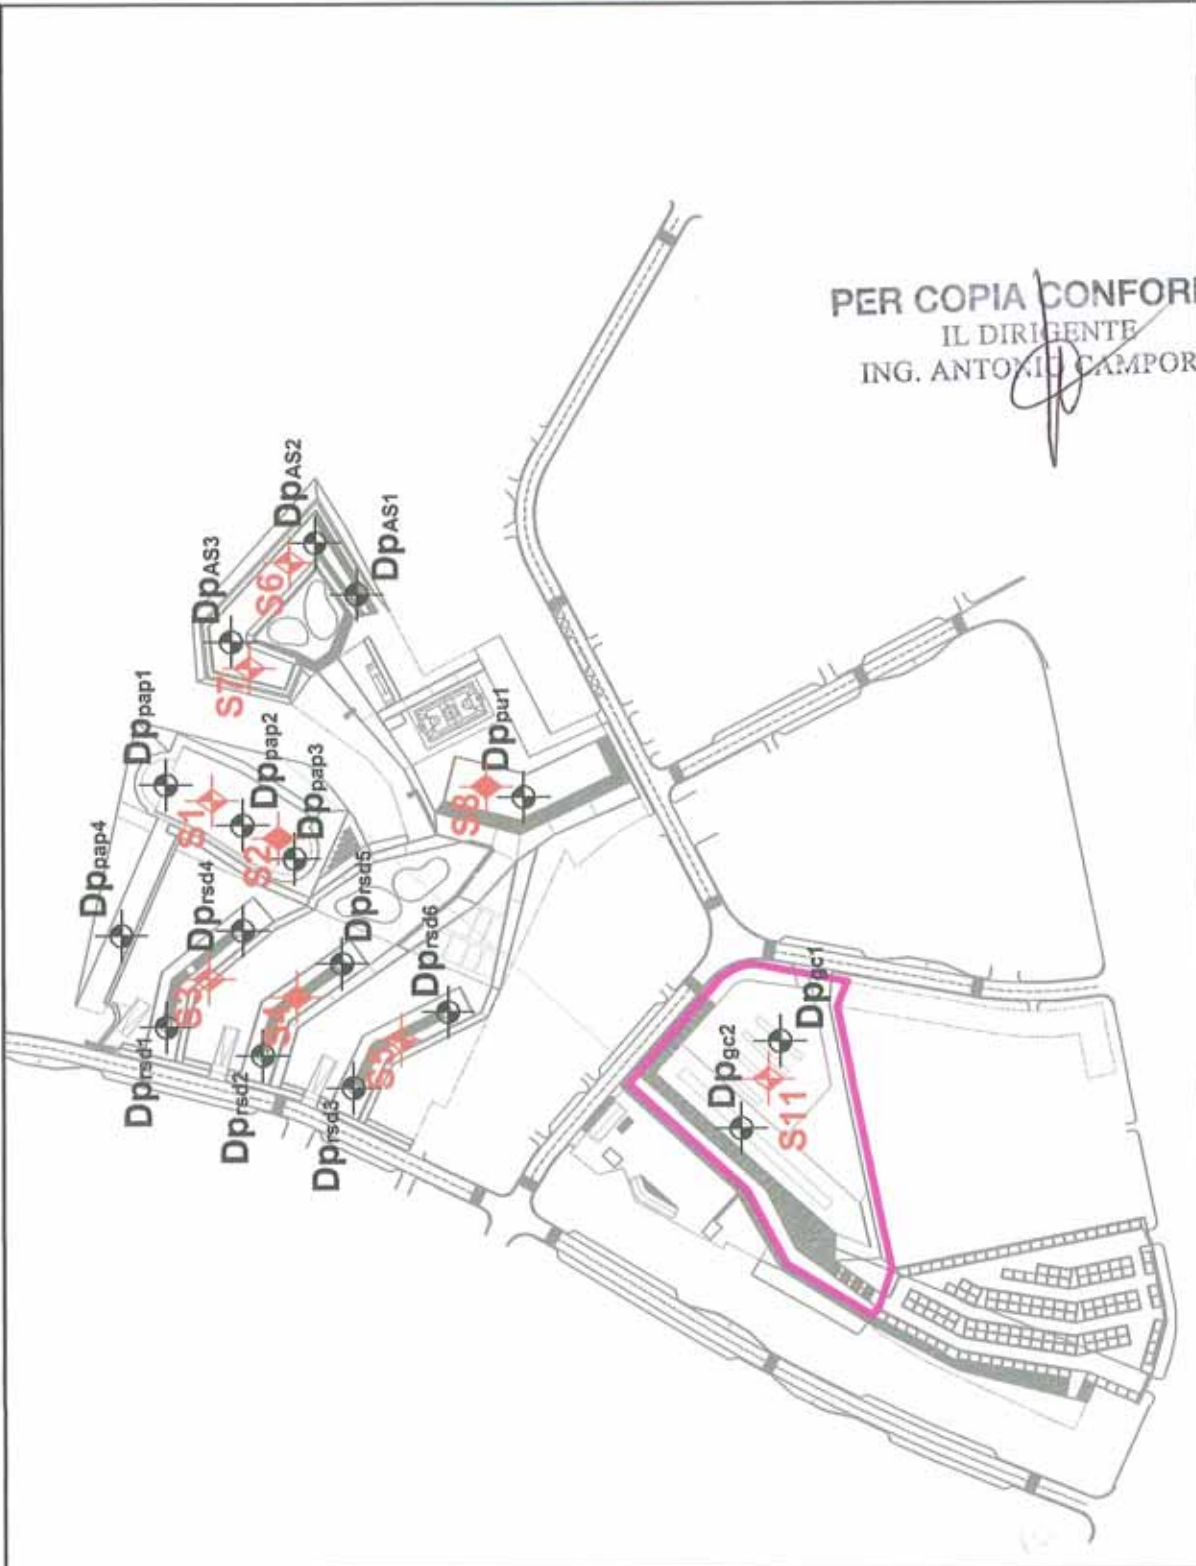 PER COPIA CONFOR
IL DIRIGENTE
ING. ANTONIO CAMPOR
DpAS2
DpAS3
S6
DpAS1
S7
Dppap1
Dppap2
Dppu1
S1
Dppap3
S8
S2
Dppap4
Dprsd4
Dprsd5
Dprsd6
S3
S4
S5
Dprsd1
Dprsd2
Dprsd3
Dpgc1
Dpgc2
S11